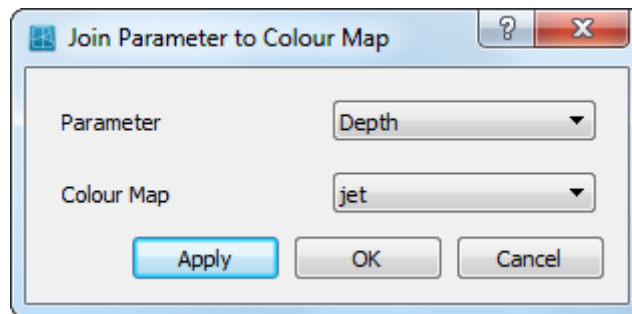 Join Parameter to Colour Map
?
Parameter Depth
Colour Map jet
Apply OK Cancel